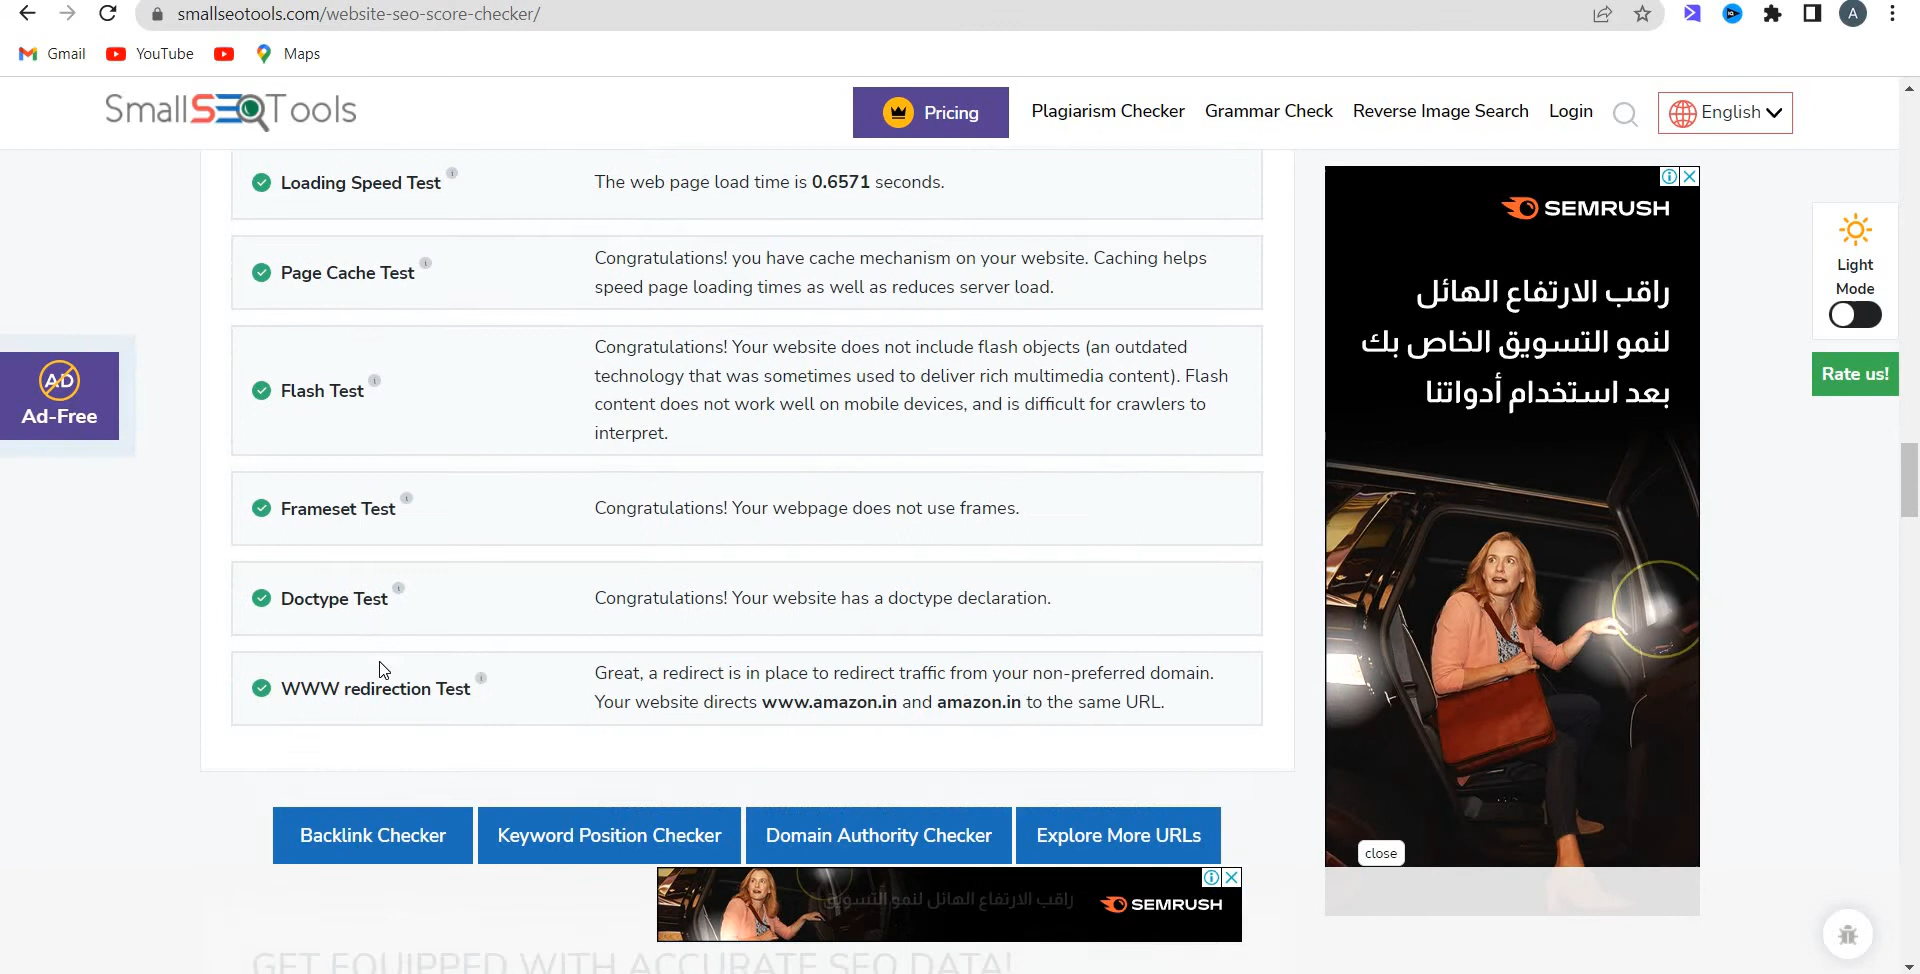 smallseotools.com/website-seo-score-checker/
A
Gmail
YouTube
Maps
SmallSEOTools
Pricing
Plagiarism Checker
Grammar Check
Reverse Image Search
Login
English
Loading Speed Test
The web page load time is 0.6571 seconds.
Page Cache Test
Congratulations! you have cache mechanism on your website. Caching helps
speed page loading times as well as reduces server load.
Flash Test
Congratulations! Your website does not include flash objects (an outdated
technology that was sometimes used to deliver rich multimedia content). Flash
content does not work well on mobile devices, and is difficult for crawlers to
interpret.
Frameset Test
Congratulations! Your webpage does not use frames.
Doctype Test
Congratulations! Your website has a doctype declaration.
WWW redirection Test
Great, a redirect is in place to redirect traffic from your non-preferred domain.
Your website directs www.amazon.in and amazon.in to the same URL.
Backlink Checker
Keyword Position Checker
Domain Authority Checker
Explore More URLs
AD
Ad-Free
SEMRUSH
راقب الارتفاع الهائل
لنمو التسويق الخاص بك
بعد استخدام أدواتنا
close
Light
Mode
Rate us!
راقب الارتفاع الهائل لنمو التسويق
SEMRUSH
GET EQUIPPED WITH ACCURATE SEO DATA!